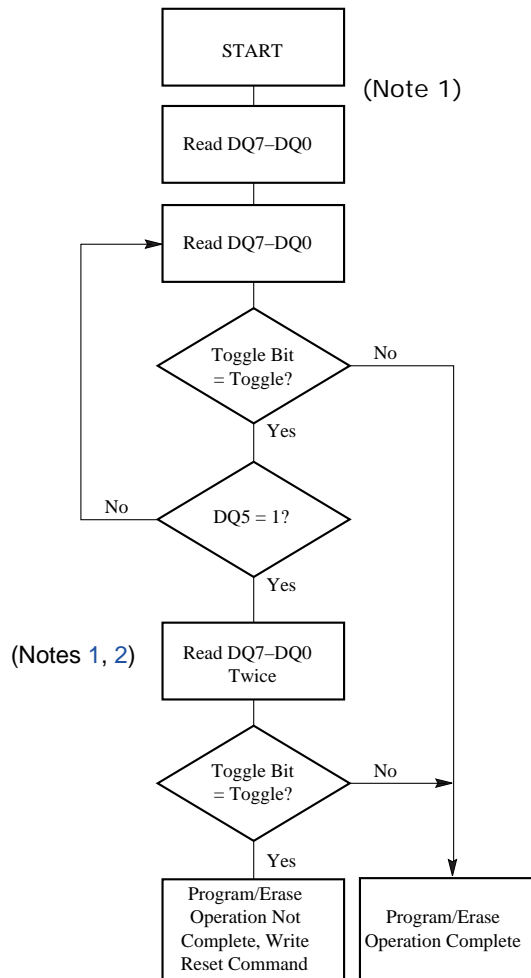 START
(Note 1)
Read DQ7–DQ0
Read DQ7–DQ0
Toggle Bit
= Toggle?
No
Yes
No
DQ5 = 1?
Yes
(Notes 1, 2)
Read DQ7–DQ0
Twice
Toggle Bit
= Toggle?
No
Yes
Program/Erase
Operation Not
Complete, Write
Reset Command
Program/Erase
Operation Complete